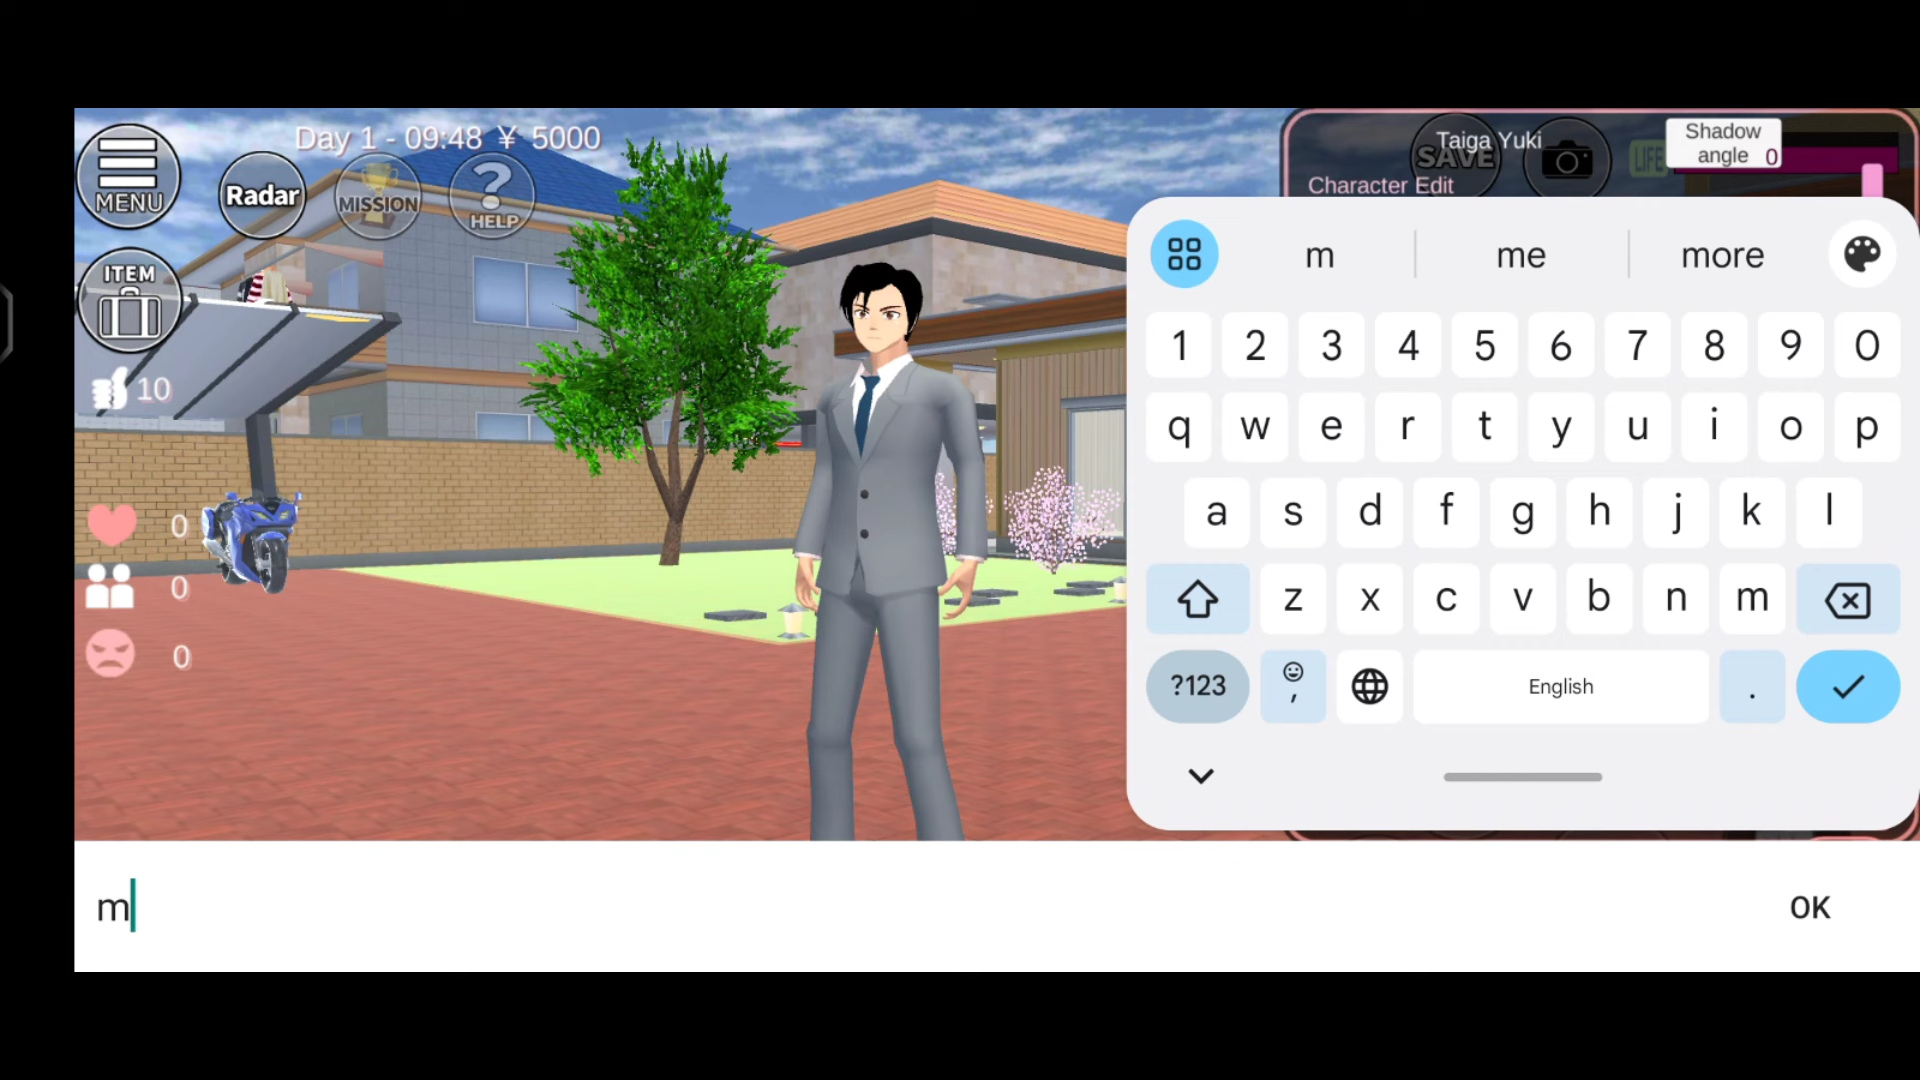 Day 1 - 09:48 ¥ 5000
MENU
Radar
MISSION
HELP
ITEM
10
0
0
0
Taiga Yuki
SAVE
LIFE
Shadow
angle 0
Character Edit
m me more
1 2 3 4 5 6 7 8 9 0
q w e r t y u i o p
a s d f g h j k l
z x c v b n m
?123 , English .
m
OK